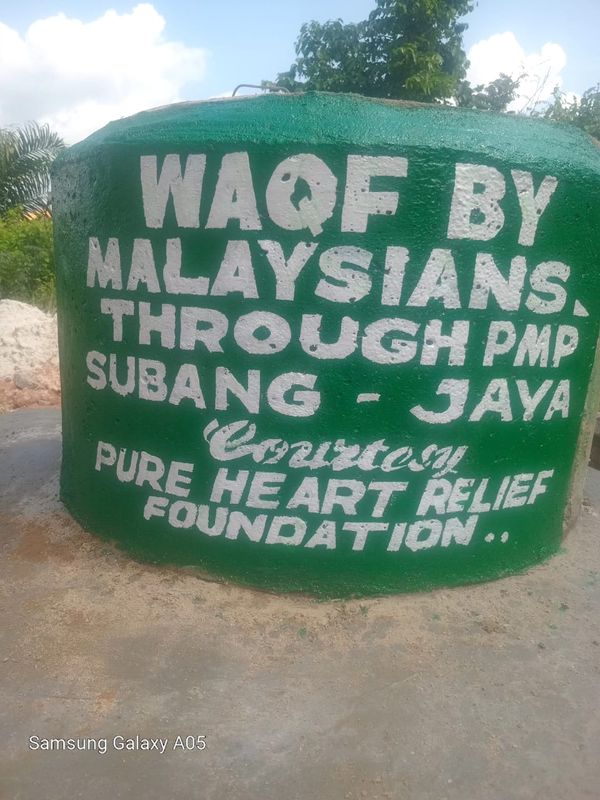 WAQF BY
MALAYSIANS.
THROUGH PMP
SUBANG - JAYA
Courtesy
PURE HEART RELIEF
FOUNDATION..
Samsung Galaxy A05